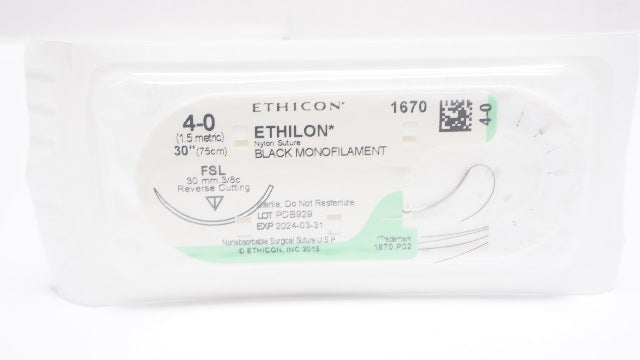 ETHICON*
4-0
(1.5 metric)
30" (75cm)
FSL
30 mm 3/8c
Reverse Cutting
ETHILON*
Nylon Suture
BLACK MONOFILAMENT
1670
4-0
Sterile, Do Not Resterilize
LOT PDB929
EXP 2024-03-31
Nonabsorbable Surgical Suture U.S.P.
© ETHICON, INC 2015
*Trademark
1670 P32